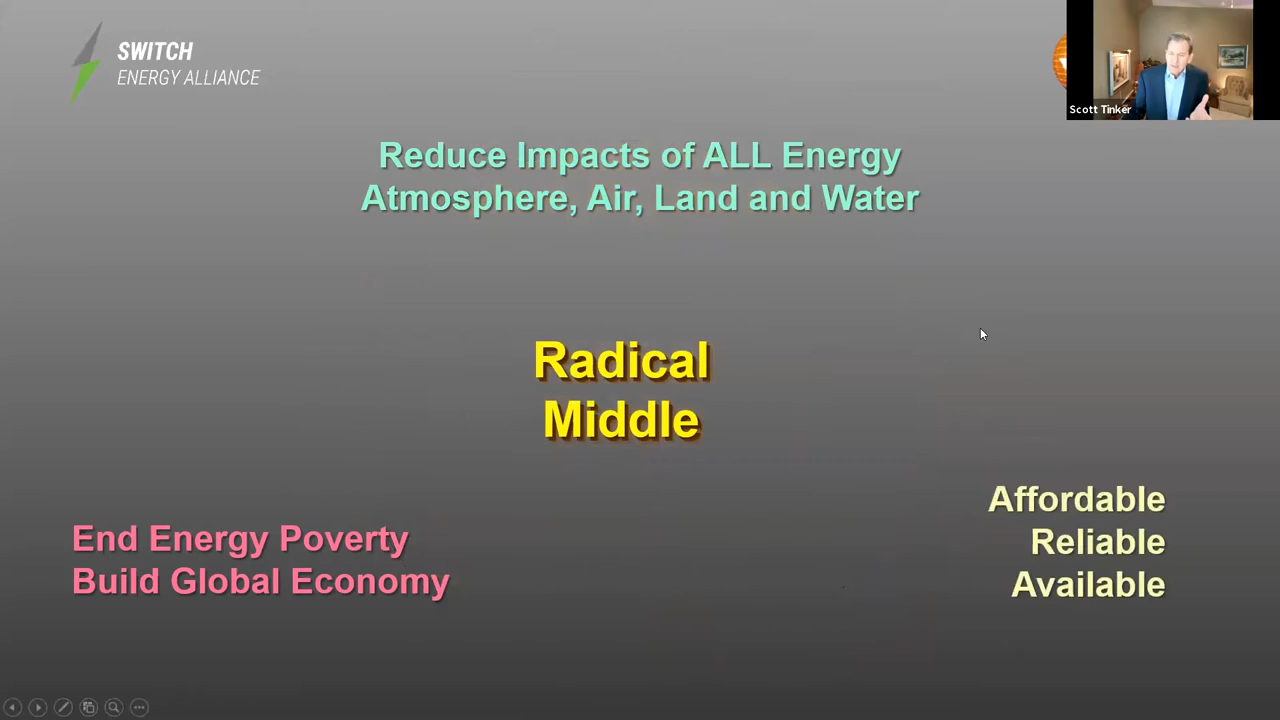 SWITCH
ENERGY ALLIANCE
Scott Tinker
Reduce Impacts of ALL Energy
Atmosphere, Air, Land and Water
Radical
Middle
End Energy Poverty
Build Global Economy
Affordable
Reliable
Available